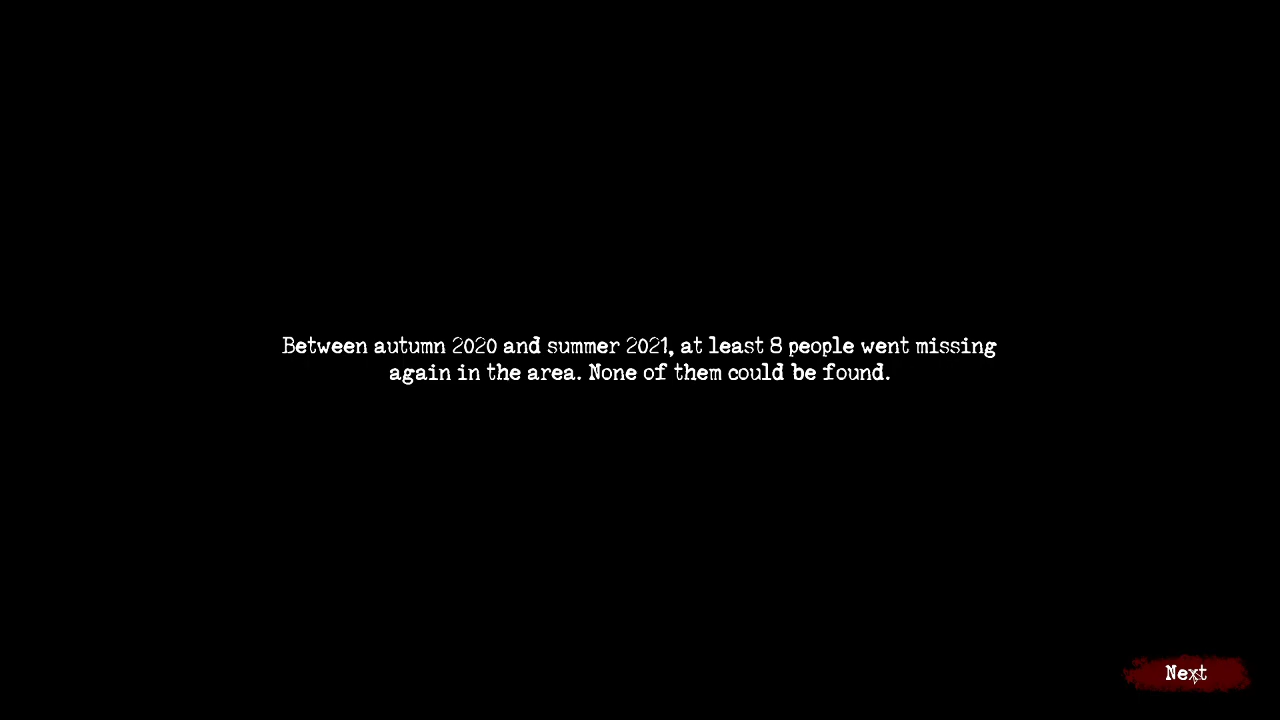 Between autumn 2020 and summer 2021, at least 8 people went missing
again in the area. None of them could be found.
Next